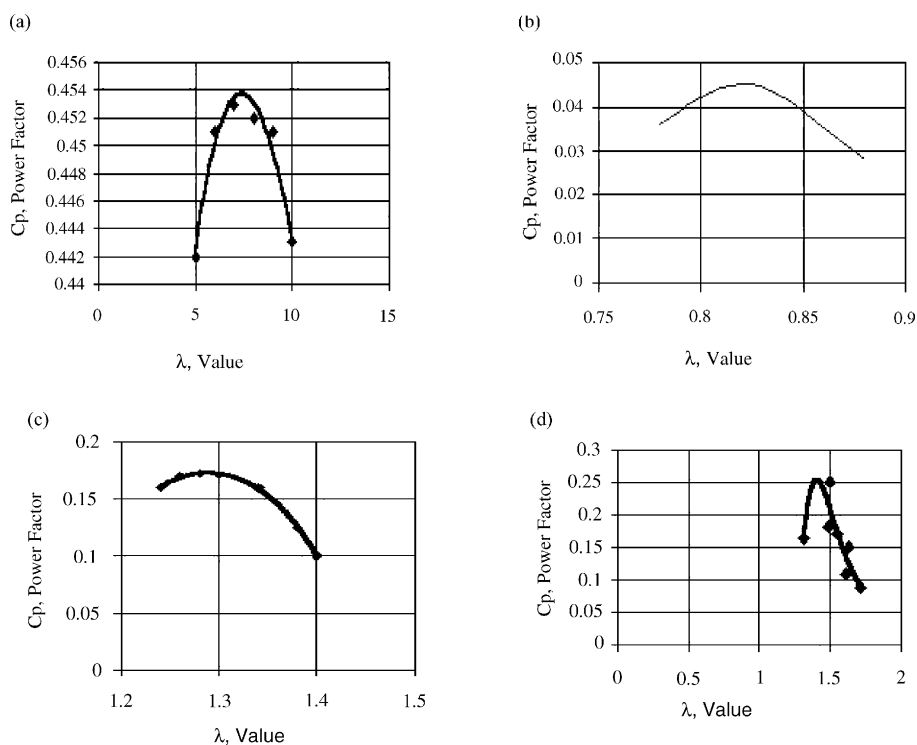 (a)
0.456
0.454
0.452
0.45
0.448
0.446
0.444
0.442
0.44
Cp, Power Factor
0 5 10 15
λ, Value
(b)
0.05
0.04
0.03
0.02
0.01
0
Cp, Power Factor
0.75 0.8 0.85 0.9
λ, Value
(c)
0.2
0.15
0.1
0.05
0
Cp, Power Factor
1.2 1.3 1.4 1.5
λ, Value
(d)
0.3
0.25
0.2
0.15
0.1
0.05
0
Cp, Power Factor
0 0.5 1 1.5 2
λ, Value